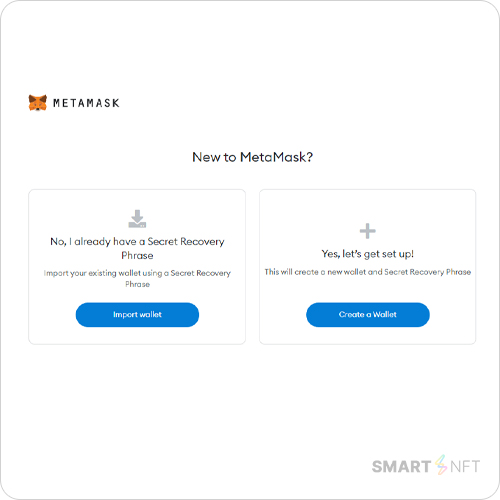 METAMASK
New to MetaMask?
No, I already have a Secret Recovery
Phrase
Import your existing wallet using a Secret Recovery
Phrase
Import wallet
Yes, let's get set up!
This will create a new wallet and Secret Recovery Phrase
Create a Wallet
SMART NFT